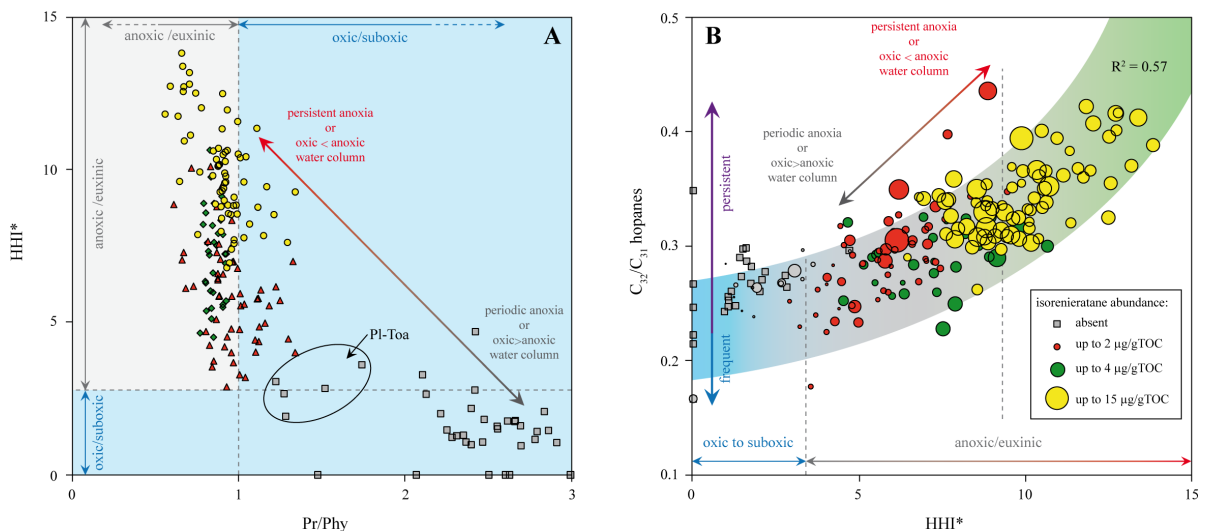 A
anoxic /euxinic
oxic/suboxic
persistent anoxia
or
oxic < anoxic
water column
periodic anoxia
or
oxic>anoxic
water column
Pl-Toa
anoxic /euxinic
oxic/suboxic
HHI*
15
10
5
0
0
1
2
3
Pr/Phy
B
persistent anoxia
or
oxic < anoxic
water column
R² = 0.57
periodic anoxia
or
oxic>anoxic
water column
persistent
frequent
C₃₂/C₃₁ hopanes
0.5
0.4
0.3
0.2
0.1
isorenieratane abundance:
absent
up to 2 µg/gTOC
up to 4 µg/gTOC
up to 15 µg/gTOC
oxic to suboxic
anoxic/euxinic
0
5
10
15
HHI*